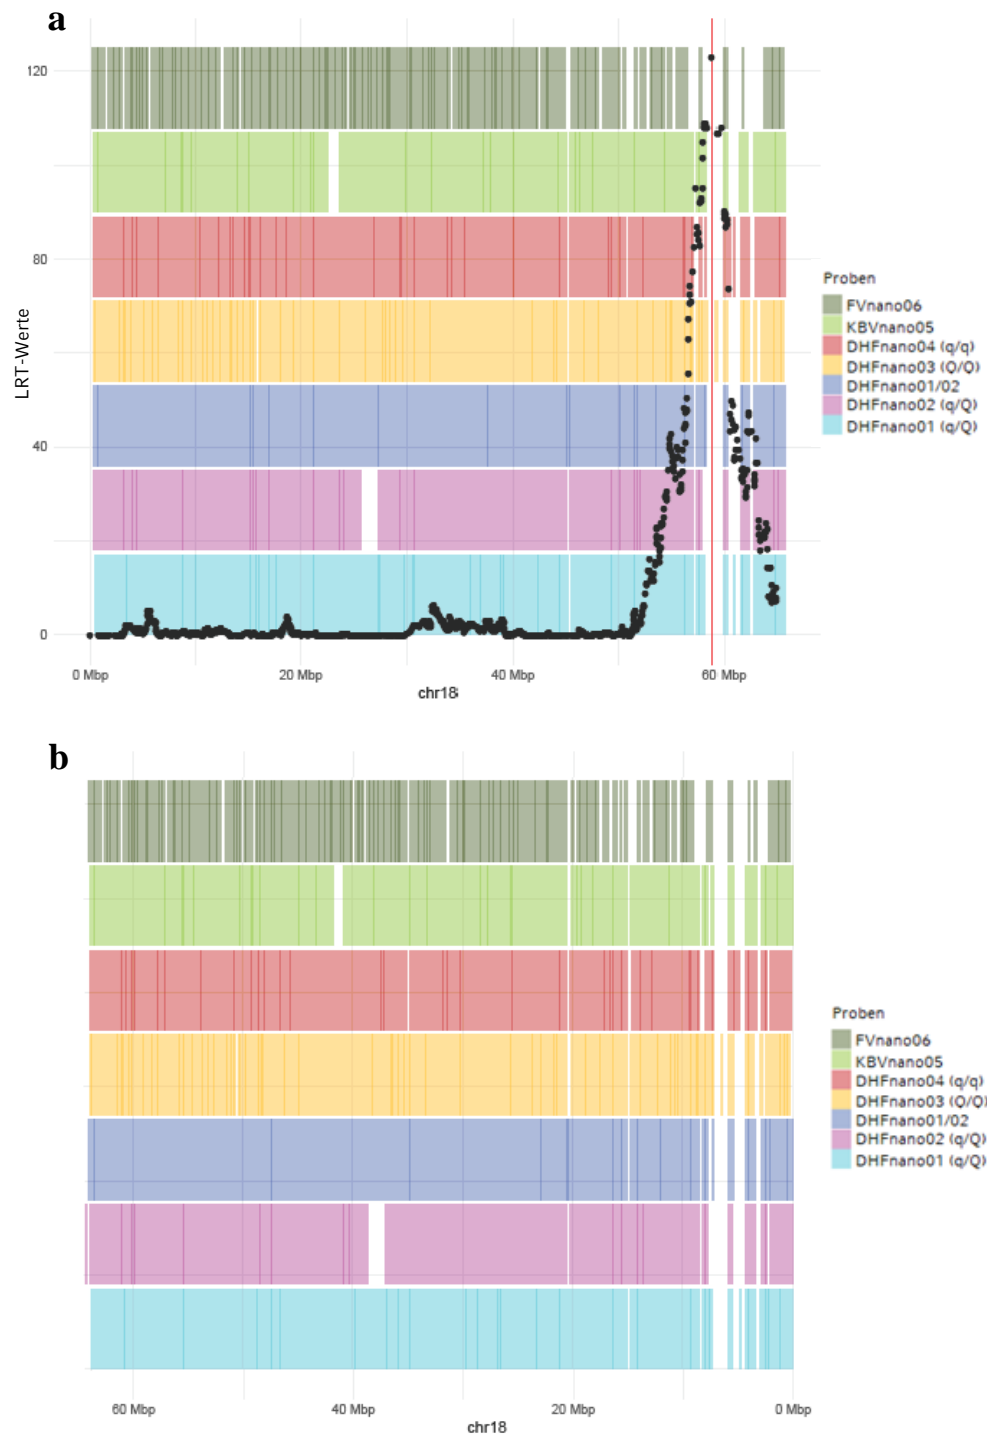 a
120
80
40
0
LRT-Werte
0 Mbp
20 Mbp
40 Mbp
60 Mbp
chr18
Proben
FVnano06
KBVnano05
DHFnano04 (q/q)
DHFnano03 (Q/Q)
DHFnano01/02
DHFnano02 (q/Q)
DHFnano01 (q/Q)
b
60 Mbp
40 Mbp
20 Mbp
0 Mbp
chr18
Proben
FVnano06
KBVnano05
DHFnano04 (q/q)
DHFnano03 (Q/Q)
DHFnano01/02
DHFnano02 (q/Q)
DHFnano01 (q/Q)